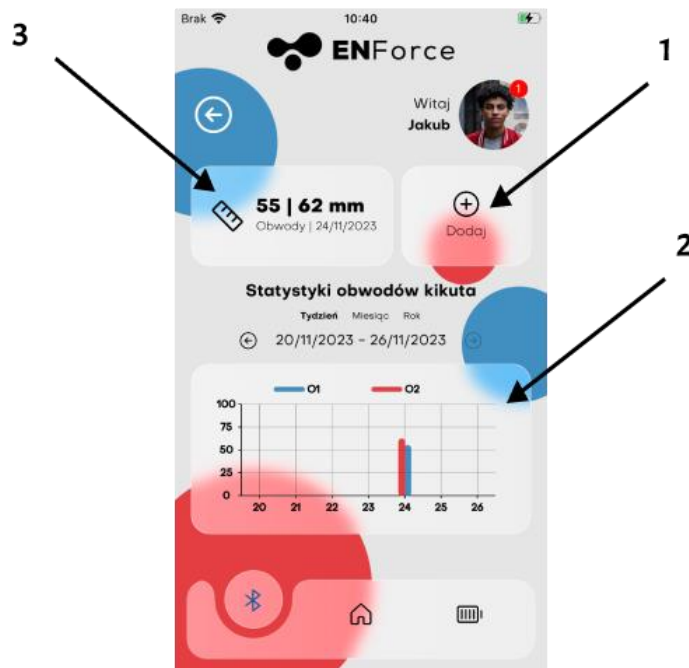 Brak 10:40
3
ENForce
1
Witaj
Jakub
1
55 | 62 mm
Obwody | 24/11/2023
Dodaj
2
Statystyki obwodów kikuta
Tydzień Miesiąc Rok
20/11/2023 - 26/11/2023
O1 O2
100
75
50
25
0
20 21 22 23 24 25 26